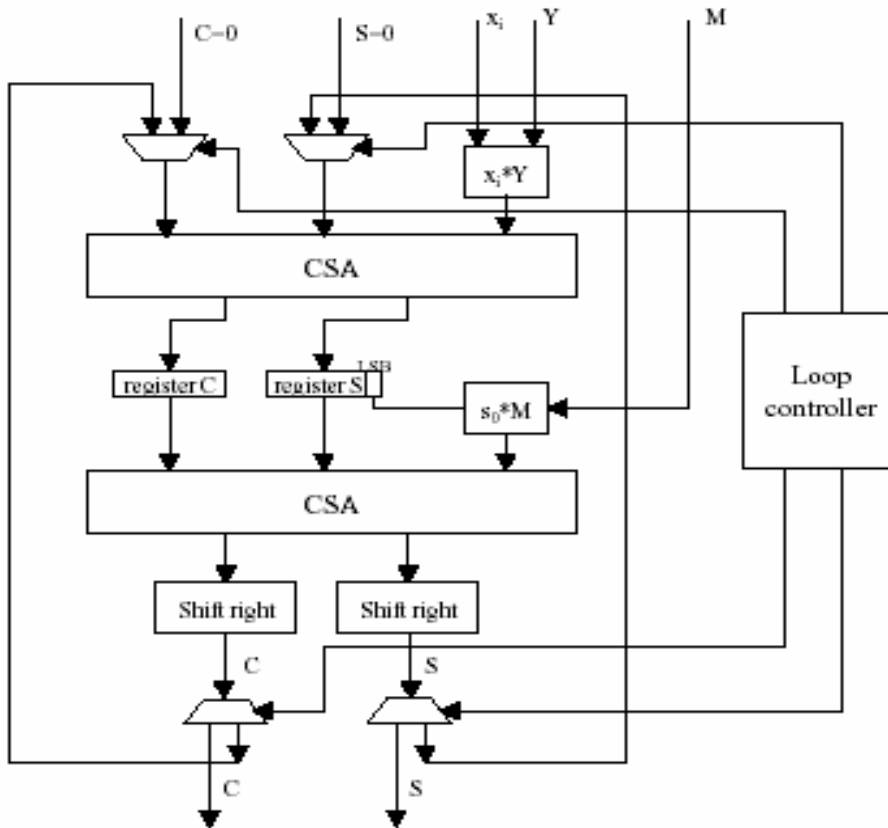 C=0
S=0
xᵢ
Y
M
xᵢ*Y
CSA
register C
register S
LSB
s₀*M
Loop
controller
CSA
Shift right
Shift right
C
S
C
S